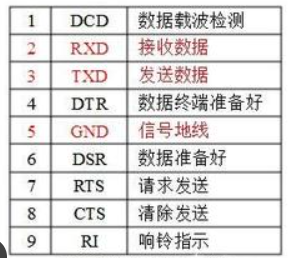 1 DCD 数据载波检测
2 RXD 接收数据
3 TXD 发送数据
4 DTR 数据终端准备好
5 GND 信号地线
6 DSR 数据准备好
7 RTS 请求发送
8 CTS 清除发送
9 RI 响铃指示